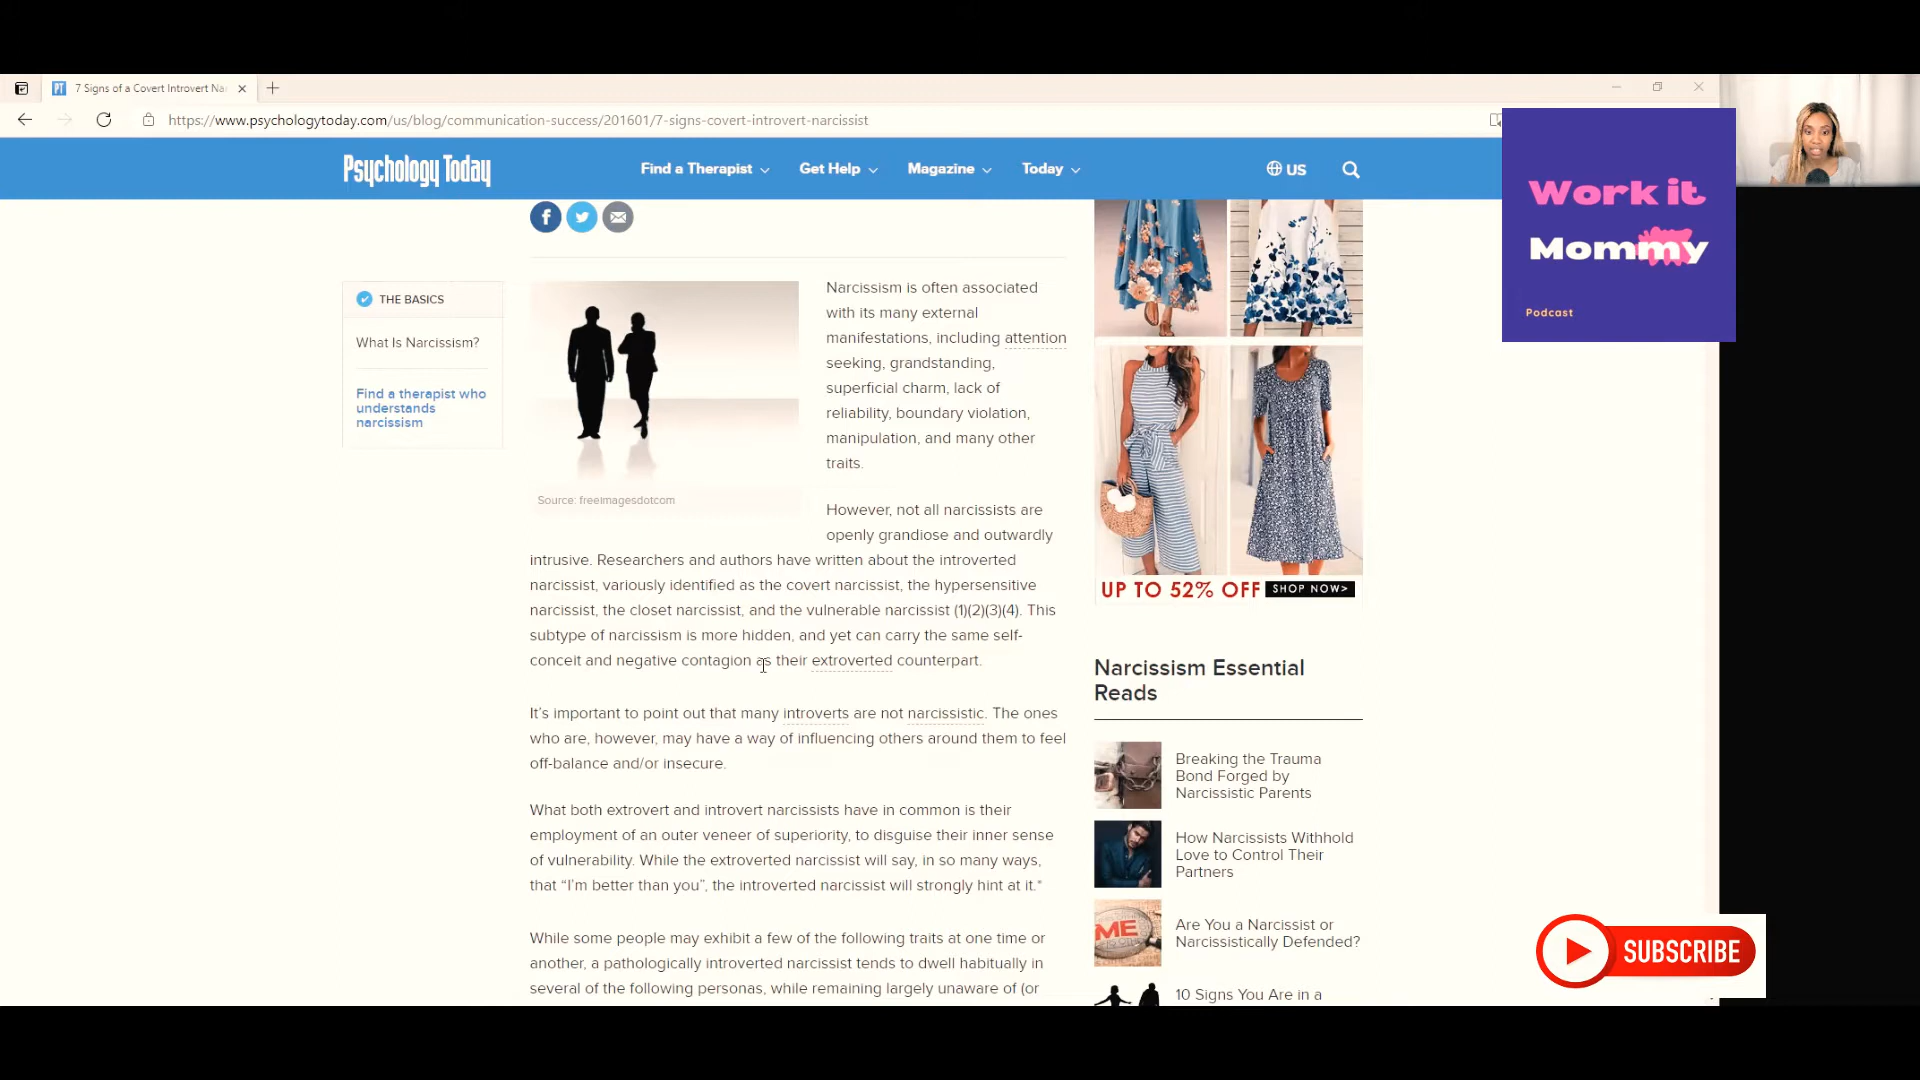 7 Signs of a Covert Introvert Na
https://www.psychologytoday.com/us/blog/communication-success/201601/7-signs-covert-introvert-narcissist
Psychology Today
Find a Therapist
Get Help
Magazine
Today
US
Work it
Mommy
Podcast
THE BASICS
What Is Narcissism?
Find a therapist who
understands
narcissism
Source: freeimagesdotcom
Narcissism is often associated
with its many external
manifestations, including attention
seeking, grandstanding,
superficial charm, lack of
reliability, boundary violation,
manipulation, and many other
traits.
However, not all narcissists are
openly grandiose and outwardly
intrusive. Researchers and authors have written about the introverted
narcissist, variously identified as the covert narcissist, the hypersensitive
narcissist, the closet narcissist, and the vulnerable narcissist (1)(2)(3)(4). This
subtype of narcissism is more hidden, and yet can carry the same self-
conceit and negative contagion as their extroverted counterpart.
It's important to point out that many introverts are not narcissistic. The ones
who are, however, may have a way of influencing others around them to feel
off-balance and/or insecure.
What both extrovert and introvert narcissists have in common is their
employment of an outer veneer of superiority, to disguise their inner sense
of vulnerability. While the extroverted narcissist will say, in so many ways,
that “I'm better than you”, the introverted narcissist will strongly hint at it.*
While some people may exhibit a few of the following traits at one time or
another, a pathologically introverted narcissist tends to dwell habitually in
several of the following personas, while remaining largely unaware of (or
UP TO 52% OFF SHOP NOW>
Narcissism Essential
Reads
Breaking the Trauma
Bond Forged by
Narcissistic Parents
How Narcissists Withhold
Love to Control Their
Partners
ME
Are You a Narcissist or
Narcissistically Defended?
10 Signs You Are in a
SUBSCRIBE